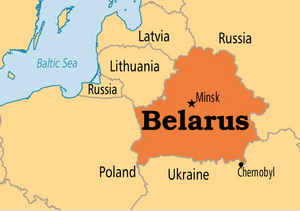 Latvia
Russia
Baltic Sea
Lithuania
Russia
Minsk
Belarus
Poland
Ukraine
Chernobyl